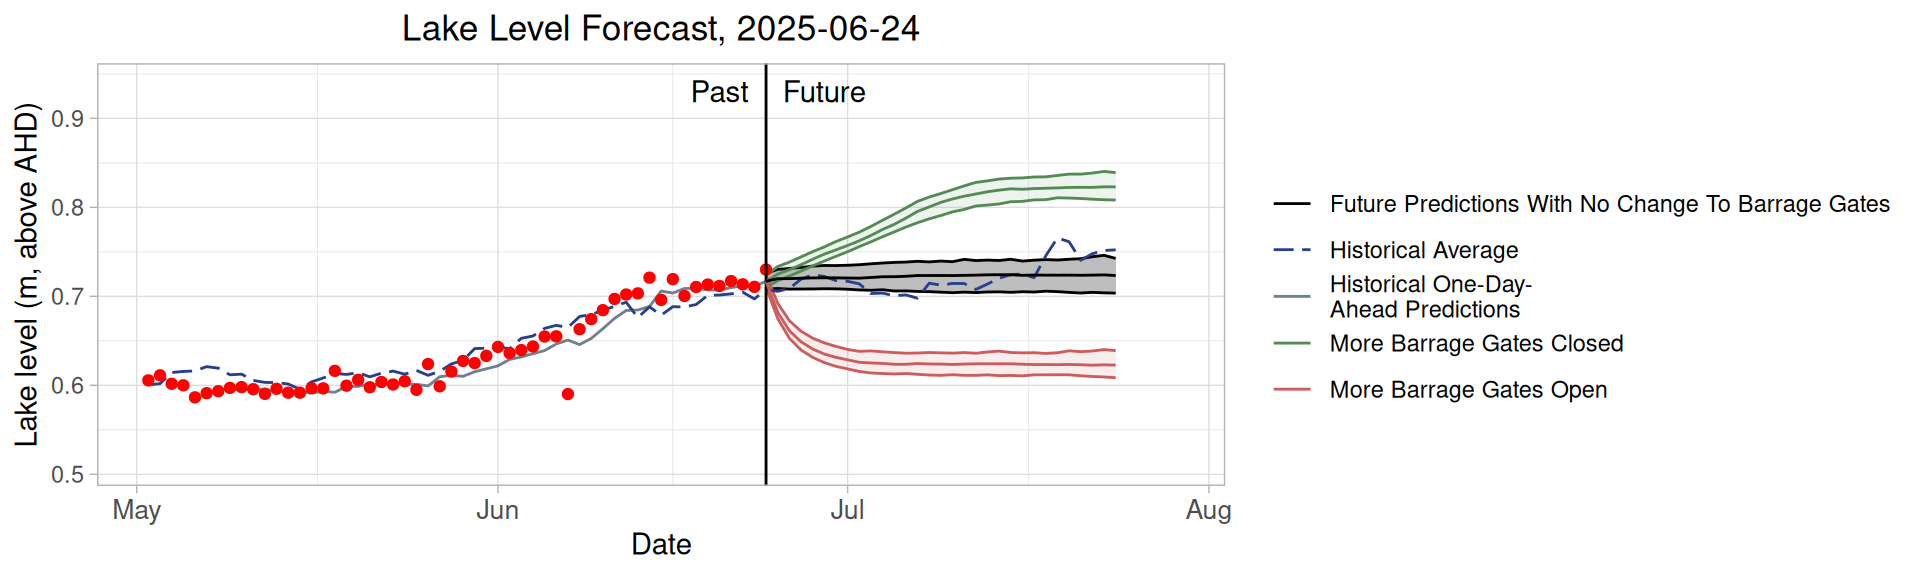 Lake Level Forecast, 2025-06-24
Past
Future
Lake level (m, above AHD)
0.9
0.8
0.7
0.6
0.5
May
Jun
Jul
Aug
Date
Future Predictions With No Change To Barrage Gates
Historical Average
Historical One-Day-
Ahead Predictions
More Barrage Gates Closed
More Barrage Gates Open